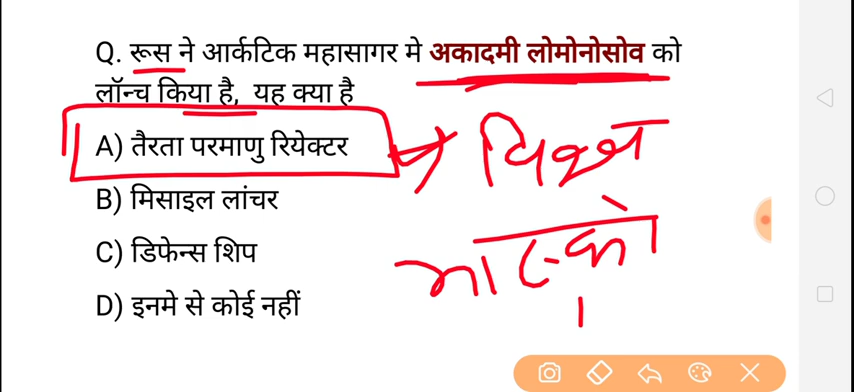 Q. रूस ने आर्कटिक महासागर मे अकादमी लोमोनोसोव को
लॉन्च किया है, यह क्या है
A) तैरता परमाणु रियेक्टर
B) मिसाइल लांचर
C) डिफेन्स शिप
D) इनमे से कोई नहीं
मास्को